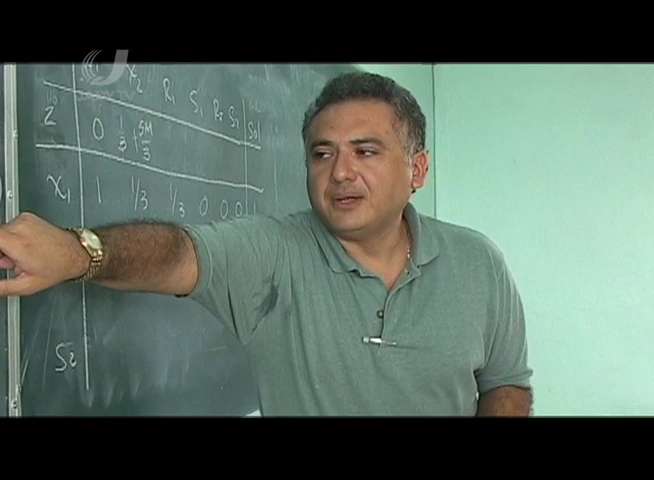 x₂ R₁ S₁ R₂ S₂ Sol
Z 0 1/3 + 5M/3
X₁ 1 1/3 1/3 0 0 0 1
S₂